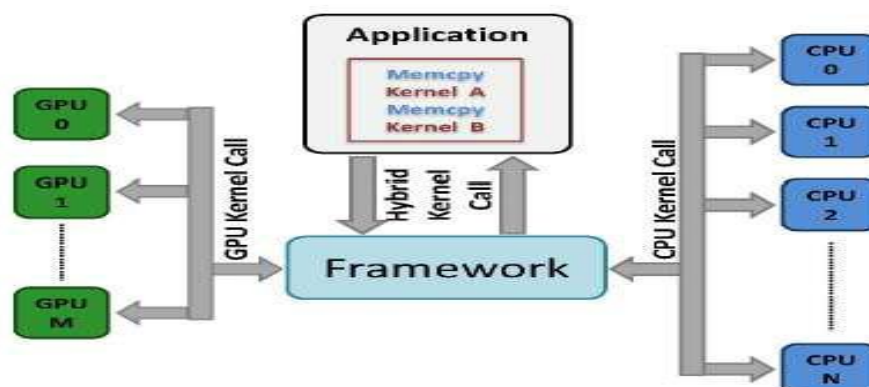 Application
Memcpy
Kernel A
Memcpy
Kernel B
GPU
0
GPU
1
GPU
M
GPU Kernel Call
Hybrid
Kernel
Call
Framework
CPU Kernel Call
CPU
0
CPU
1
CPU
2
CPU
N